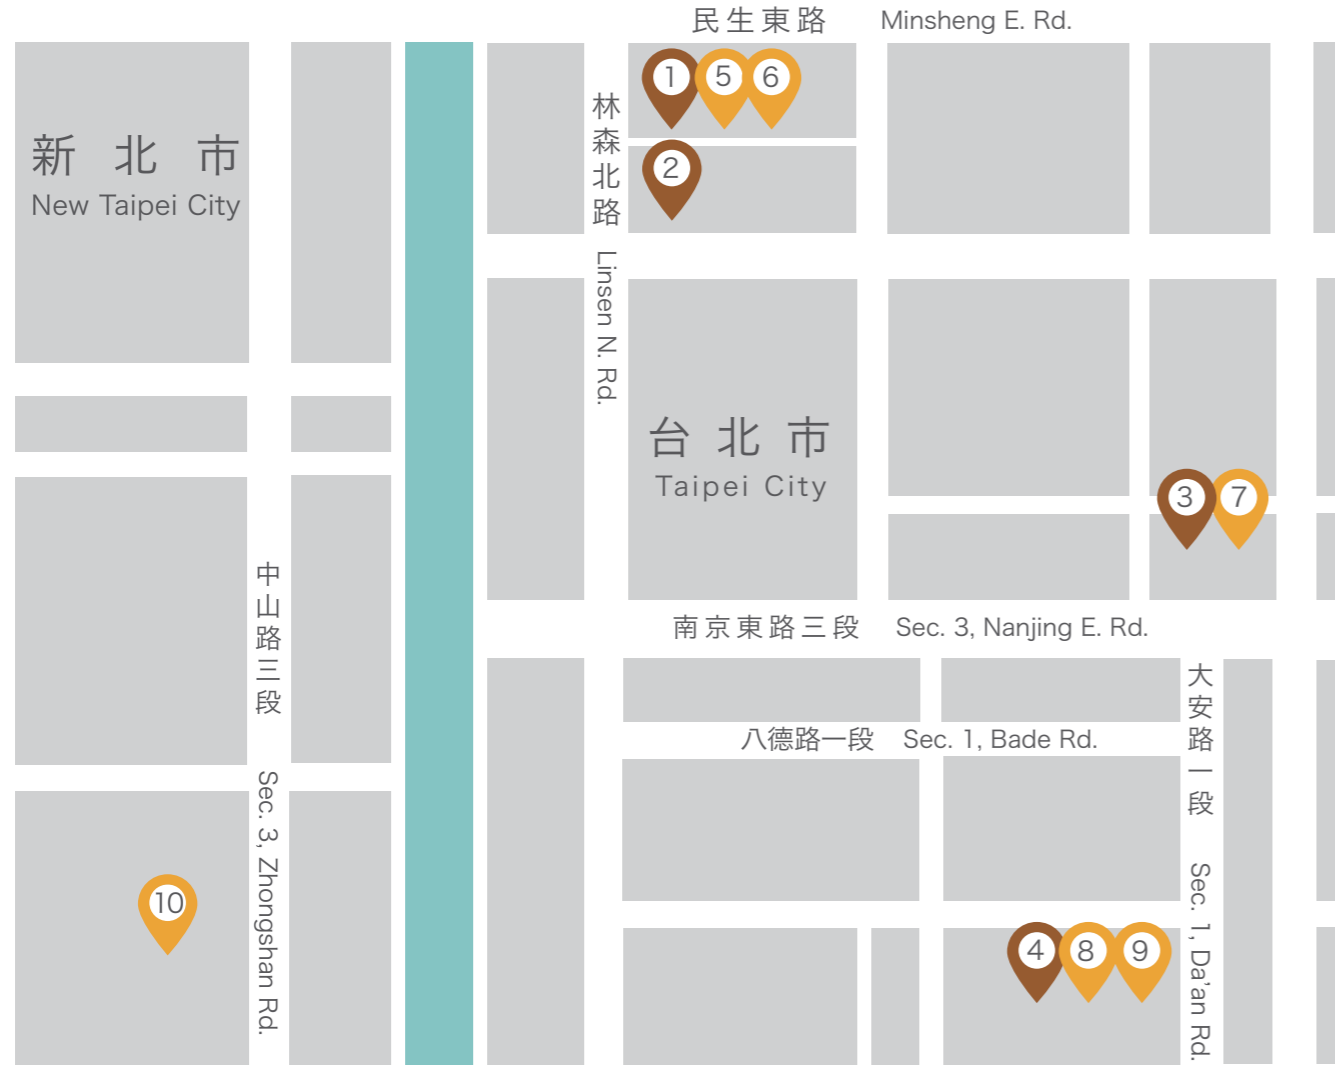 民生東路 Minsheng E. Rd.
1
5
6
林森北路 Linsen N. Rd.
2
新北市
New Taipei City
台北市
Taipei City
3
7
中山路三段 Sec. 3, Zhongshan Rd.
南京東路三段 Sec. 3, Nanjing E. Rd.
八德路一段 Sec. 1, Bade Rd.
大安路一段 Sec. 1, Da’an Rd.
10
4
8
9